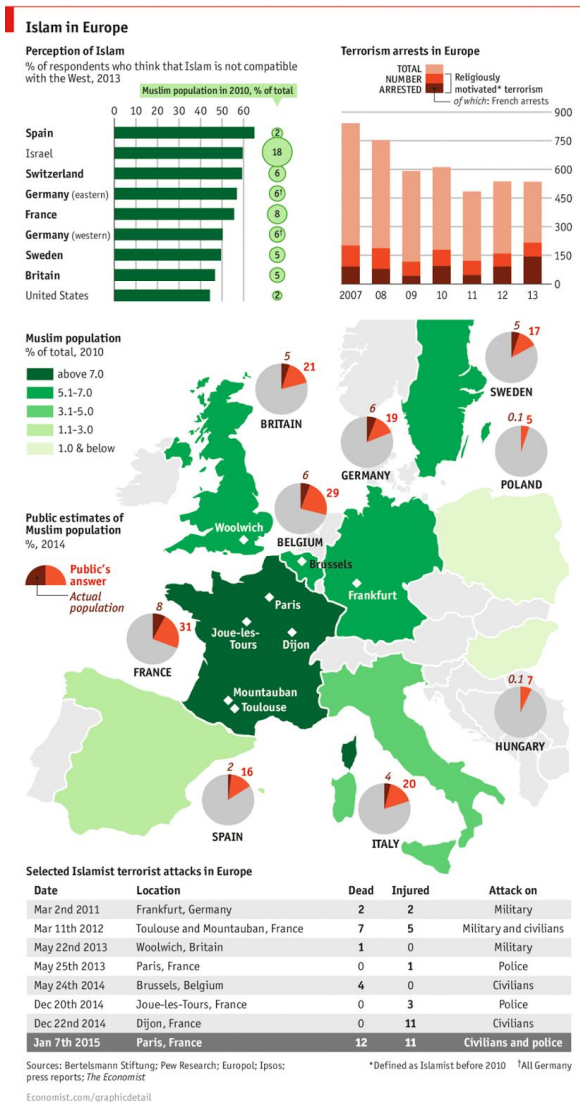 Islam in Europe
Perception of Islam
% of respondents who think that Islam is not compatible
with the West, 2013
Muslim population in 2010, % of total
0 10 20 30 40 50 60
Spain 2
Israel 18
Switzerland 6
Germany (eastern) 6†
France 8
Germany (western) 6†
Sweden 5
Britain 5
United States 2
Terrorism arrests in Europe
TOTAL
NUMBER
ARRESTED
Religiously
motivated* terrorism
of which: French arrests
900
750
600
450
300
150
0
2007 08 09 10 11 12 13
Muslim population
% of total, 2010
above 7.0
5.1-7.0
3.1-5.0
1.1-3.0
1.0 & below
Public estimates of
Muslim population
%, 2014
Public's
answer
Actual
population
5 21
BRITAIN
5 17
SWEDEN
6 19
GERMANY
0.1 5
POLAND
6 29
BELGIUM
Woolwich
Brussels
Frankfurt
Paris
Joue-les-
Tours
Dijon
8 31
FRANCE
Mountauban
Toulouse
0.1 7
HUNGARY
2 16
SPAIN
4 20
ITALY
Selected Islamist terrorist attacks in Europe
Date Location Dead Injured Attack on
Mar 2nd 2011 Frankfurt, Germany 2 2 Military
Mar 11th 2012 Toulouse and Mountauban, France 7 5 Military and civilians
May 22nd 2013 Woolwich, Britain 1 0 Military
May 25th 2013 Paris, France 0 1 Police
May 24th 2014 Brussels, Belgium 4 0 Civilians
Dec 20th 2014 Joue-les-Tours, France 0 3 Police
Dec 22nd 2014 Dijon, France 0 11 Civilians
Jan 7th 2015 Paris, France 12 11 Civilians and police
Sources: Bertelsmann Stiftung; Pew Research; Europol; Ipsos;
press reports; The Economist
*Defined as Islamist before 2010 †All Germany
Economist.com/graphicdetail